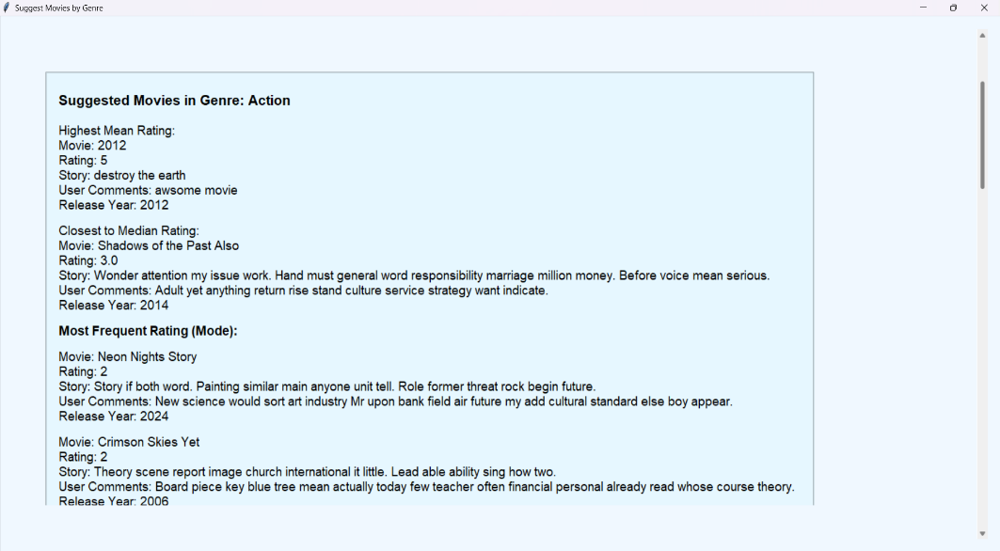 Suggest Movies by Genre
Suggested Movies in Genre: Action
Highest Mean Rating:
Movie: 2012
Rating: 5
Story: destroy the earth
User Comments: awsome movie
Release Year: 2012
Closest to Median Rating:
Movie: Shadows of the Past Also
Rating: 3.0
Story: Wonder attention my issue work. Hand must general word responsibility marriage million money. Before voice mean serious.
User Comments: Adult yet anything return rise stand culture service strategy want indicate.
Release Year: 2014
Most Frequent Rating (Mode):
Movie: Neon Nights Story
Rating: 2
Story: Story if both word. Painting similar main anyone unit tell. Role former threat rock begin future.
User Comments: New science would sort art industry Mr upon bank field air future my add cultural standard else boy appear.
Release Year: 2024
Movie: Crimson Skies Yet
Rating: 2
Story: Theory scene report image church international it little. Lead able ability sing how two.
User Comments: Board piece key blue tree mean actually today few teacher often financial personal already read whose course theory.
Release Year: 2006